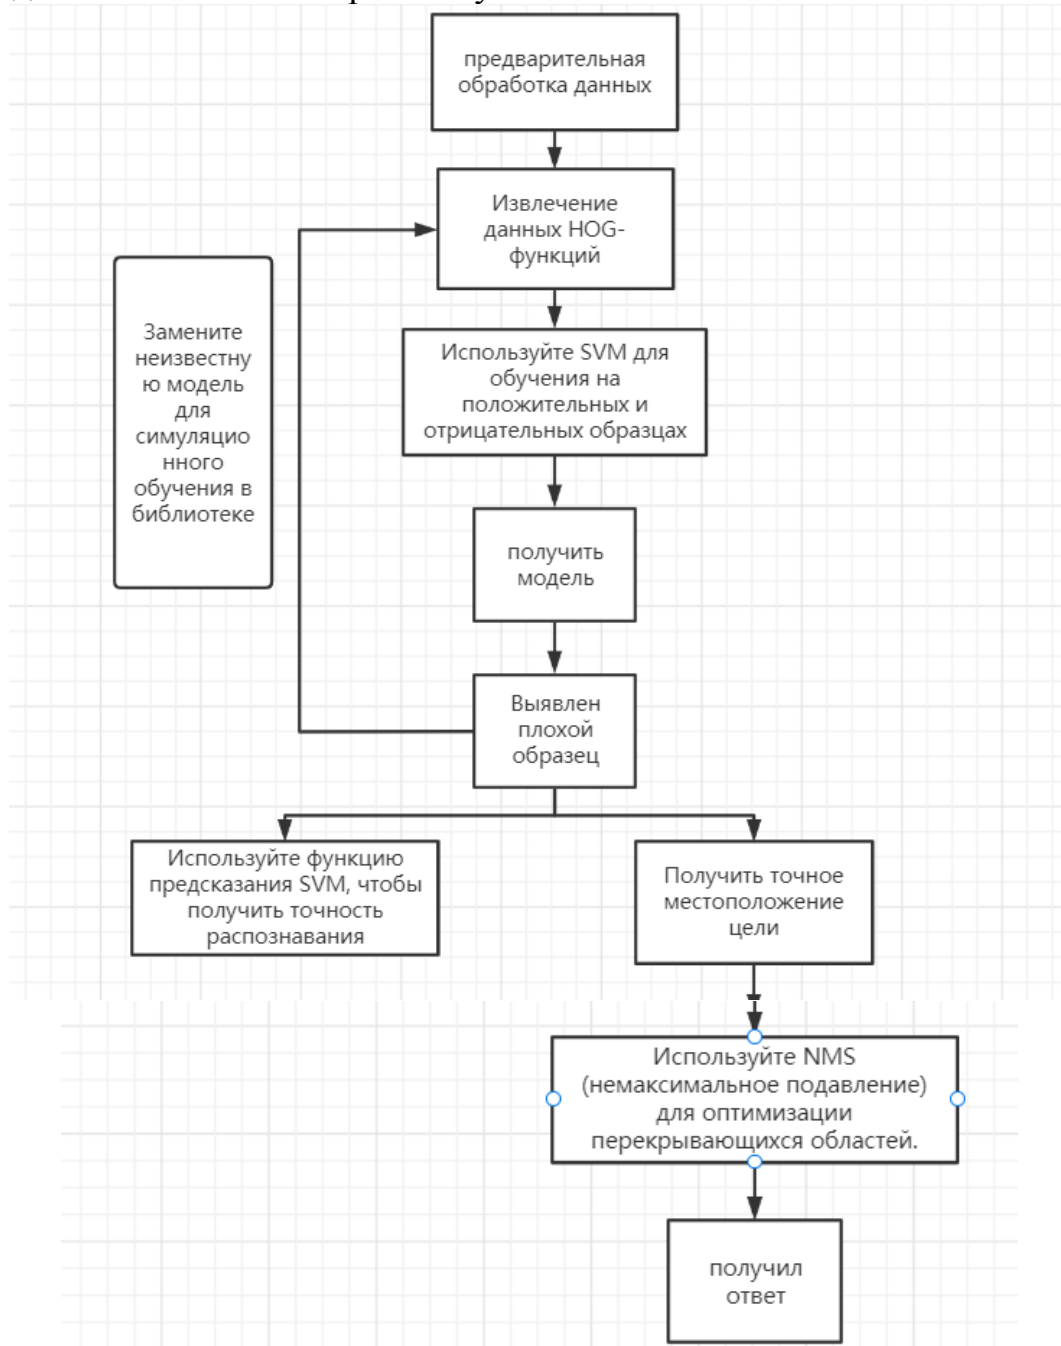 предварительная
обработка данных
Извлечение
данных HOG-
функций
Замените
неизвестну
ю модель
для
симуляцио
нного
обучения в
библиотеке
Используйте SVM для
обучения на
положительных и
отрицательных образцах
получить
модель
Выявлен
плохой
образец
Используйте функцию
предсказания SVM, чтобы
получить точность
распознавания
Получить точное
местоположение
цели
Используйте NMS
(немаксимальное подавление)
для оптимизации
перекрывающихся областей.
получил
ответ